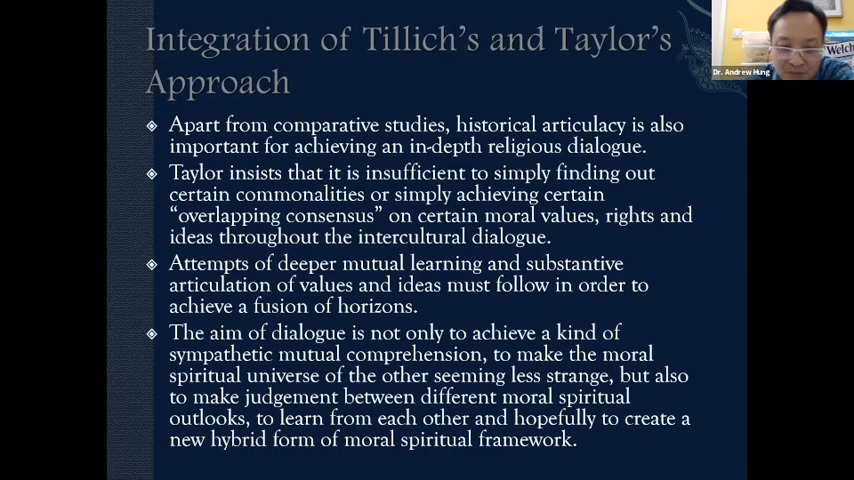 Integration of Tillich's and Taylor's
Approach
Apart from comparative studies, historical articulacy is also
important for achieving an in-depth religious dialogue.
Taylor insists that it is insufficient to simply finding out
certain commonalities or simply achieving certain
“overlapping consensus” on certain moral values, rights and
ideas throughout the intercultural dialogue.
Attempts of deeper mutual learning and substantive
articulation of values and ideas must follow in order to
achieve a fusion of horizons.
The aim of dialogue is not only to achieve a kind of
sympathetic mutual comprehension, to make the moral
spiritual universe of the other seeming less strange, but also
to make judgement between different moral spiritual
outlooks, to learn from each other and hopefully to create a
new hybrid form of moral spiritual framework.
Welch
Dr. Andrew Hung